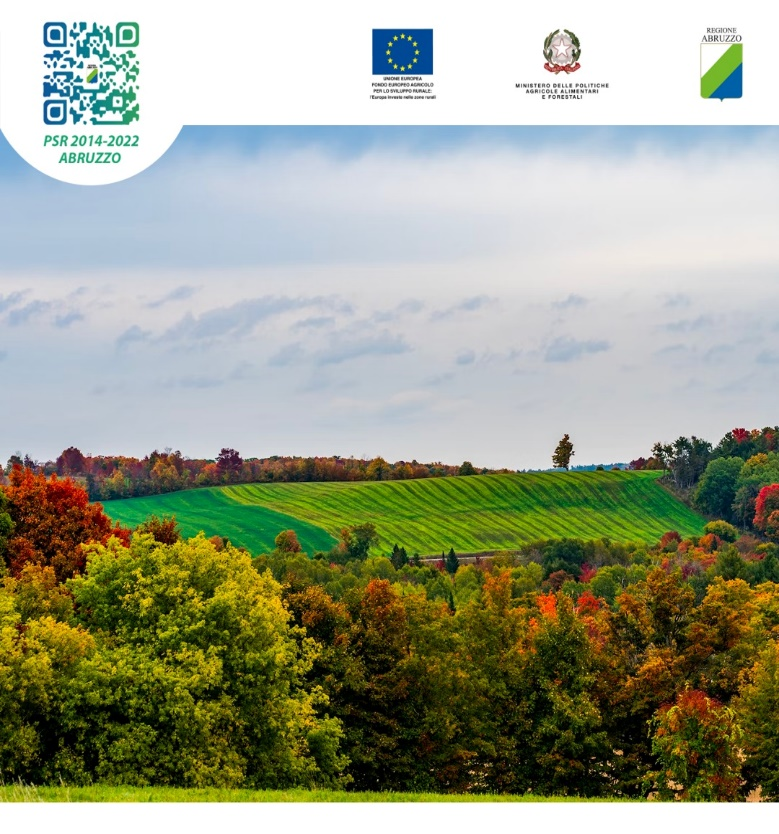 PSR 2014-2022
ABRUZZO
UNIONE EUROPEA
FONDO EUROPEO AGRICOLO
PER LO SVILUPPO RURALE:
l'Europa investe nelle zone rurali
MINISTERO DELLE POLITICHE
AGRICOLE ALIMENTARI
E FORESTALI
REGIONE
ABRUZZO